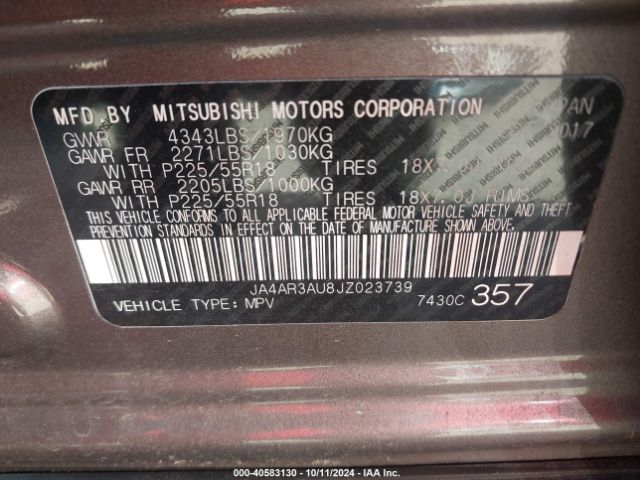 MFD.BY MITSUBISHI MOTORS CORPORATION
GVWR 4343LBS/1970KG
GAWR FR 2271LBS/1030KG
WITH P225/55R18 TIRES
GAWR RR 2205LBS/1000KG
WITH P225/55R18 TIRES 18X7.0J RIMS
THIS VEHICLE CONFORMS TO ALL APPLICABLE FEDERAL MOTOR VEHICLE SAFETY AND THEFT
PREVENTION STANDARDS IN EFFECT ON THE DATE OF MANUFACTURE SHOWN ABOVE.
JA4AR3AU8JZ023739
VEHICLE TYPE: MPV 7430C 357
000-40583130 - 10/11/2024 - IAA Inc.